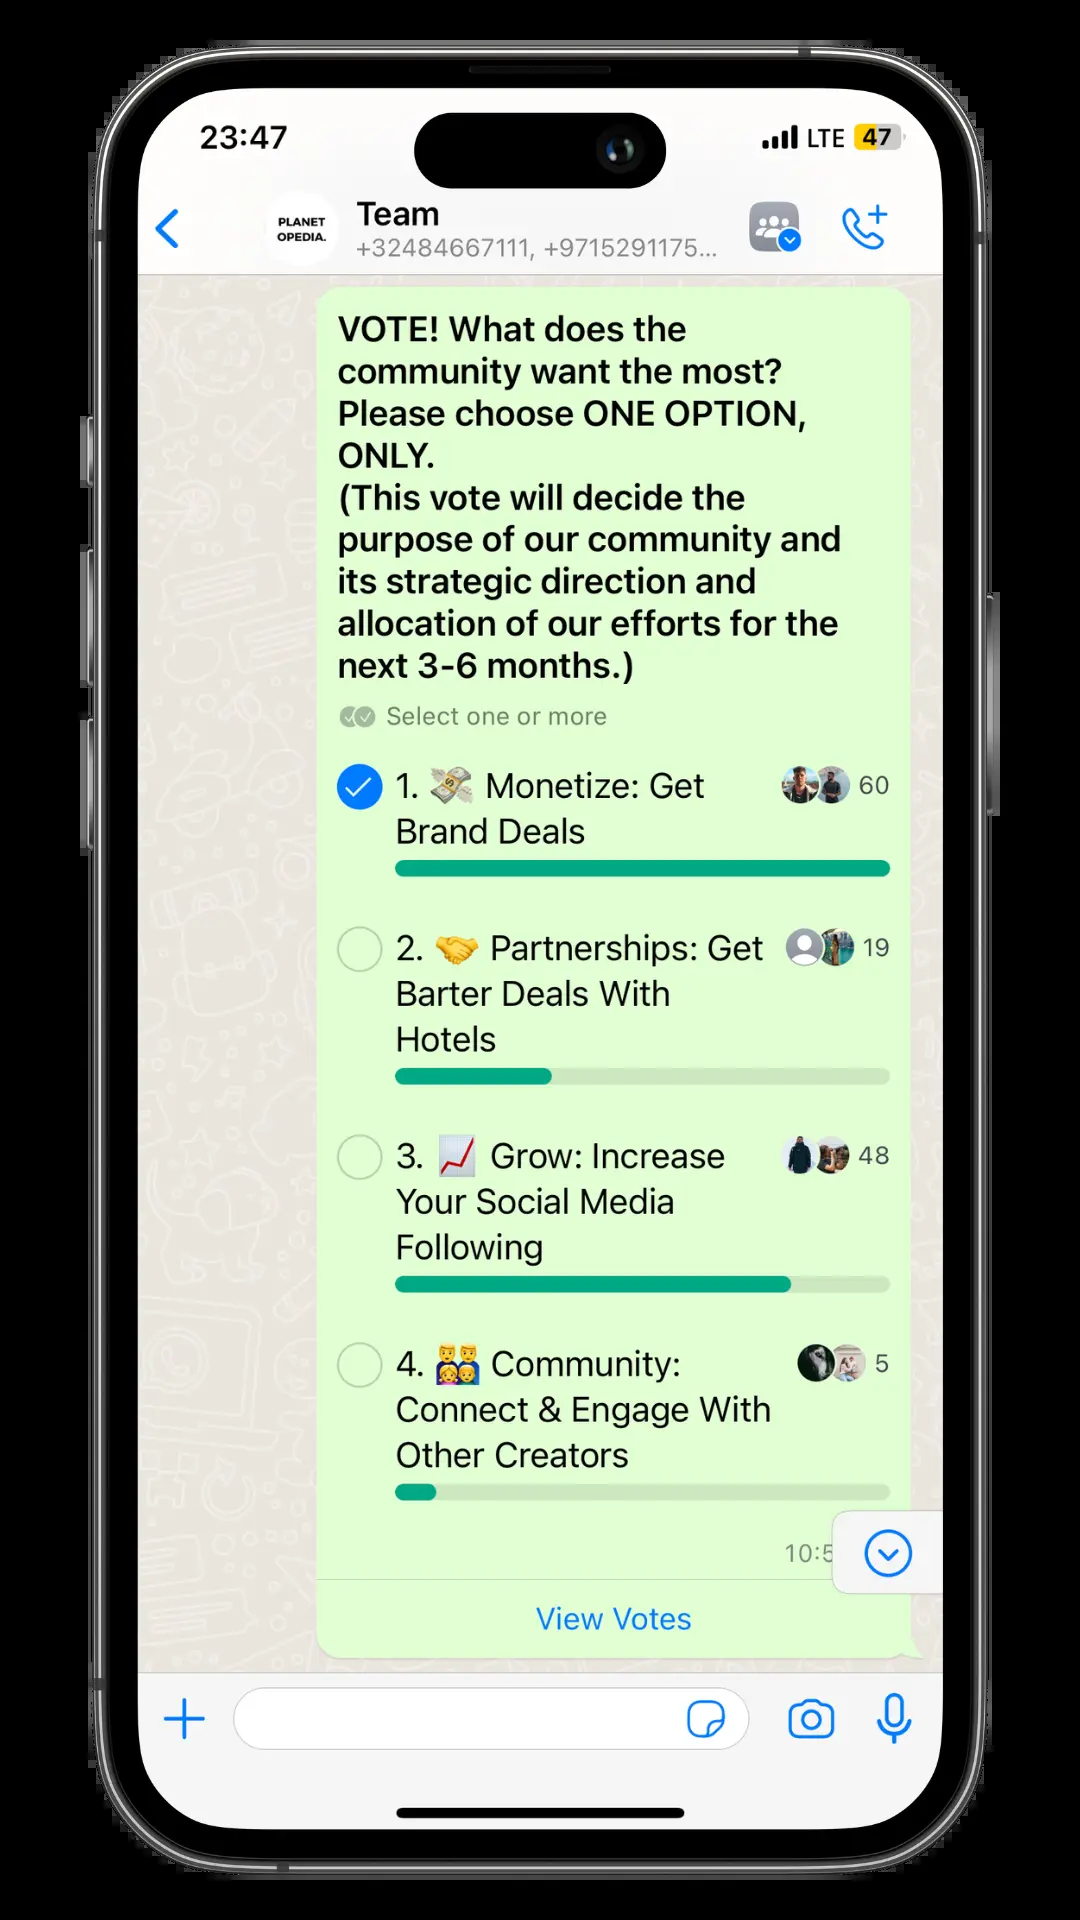 23:47
LTE 47
PLANET
OPEDIA.
Team
+32484667111, +9715291175...
VOTE! What does the
community want the most?
Please choose ONE OPTION,
ONLY.
(This vote will decide the
purpose of our community and
its strategic direction and
allocation of our efforts for the
next 3-6 months.)
Select one or more
1. 💸 Monetize: Get 60
Brand Deals
2. 🤝 Partnerships: Get 19
Barter Deals With
Hotels
3. 📈 Grow: Increase 48
Your Social Media
Following
4. 👨‍👨‍👧‍👦 Community: 5
Connect & Engage With
Other Creators
10:5
View Votes